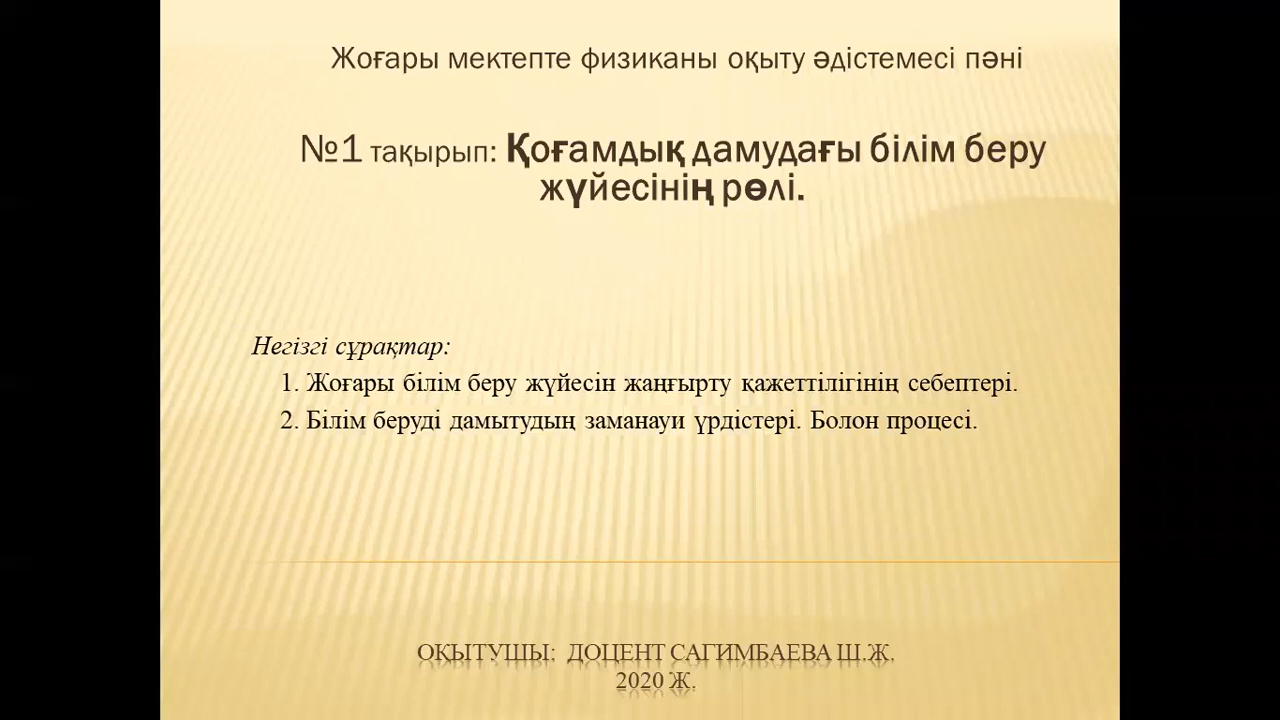 Жоғары мектепте физиканы оқыту әдістемесі пәні
№1 тақырып: Қоғамдық дамудағы білім беру
жүйесінің рөлі.
Негізгі сұрақтар:
1. Жоғары білім беру жүйесін жаңғырту қажеттілігінің себептері.
2. Білім беруді дамытудың заманауи үрдістері. Болон процесі.
ОҚЫТУШЫ: ДОЦЕНТ САГИМБАЕВА Ш.Ж.
2020 Ж.